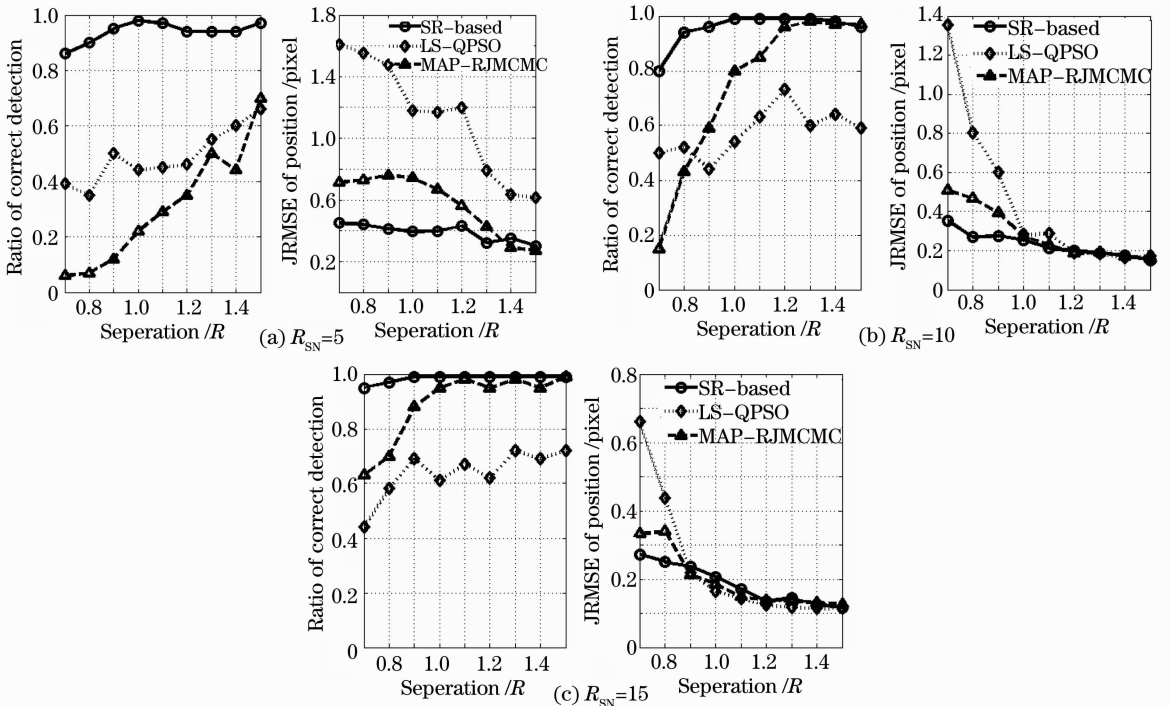 Ratio of correct detection
1.0
0.8
0.6
0.4
0.2
0
0.8
1.0
1.2
1.4
Seperation /R
JRMSE of position /pixel
1.8
1.4
1.0
0.6
0.2
0.8
1.0
1.2
1.4
Seperation /R
SR-based
LS-QPSO
MAP-RJMCMC
(a) R_SN=5
Ratio of correct detection
1.0
0.8
0.6
0.4
0.2
0
0.8
1.0
1.2
1.4
Seperation /R
JRMSE of position /pixel
1.4
1.2
1.0
0.8
0.6
0.4
0.2
0
0.8
1.0
1.2
1.4
Seperation /R
SR-based
LS-QPSO
MAP-RJMCMC
(b) R_SN=10
Ratio of correct detection
1.0
0.8
0.6
0.4
0.2
0
0.8
1.0
1.2
1.4
Seperation /R
JRMSE of position /pixel
0.8
0.6
0.4
0.2
0
0.8
1.0
1.2
1.4
Seperation /R
SR-based
LS-QPSO
MAP-RJMCMC
(c) R_SN=15